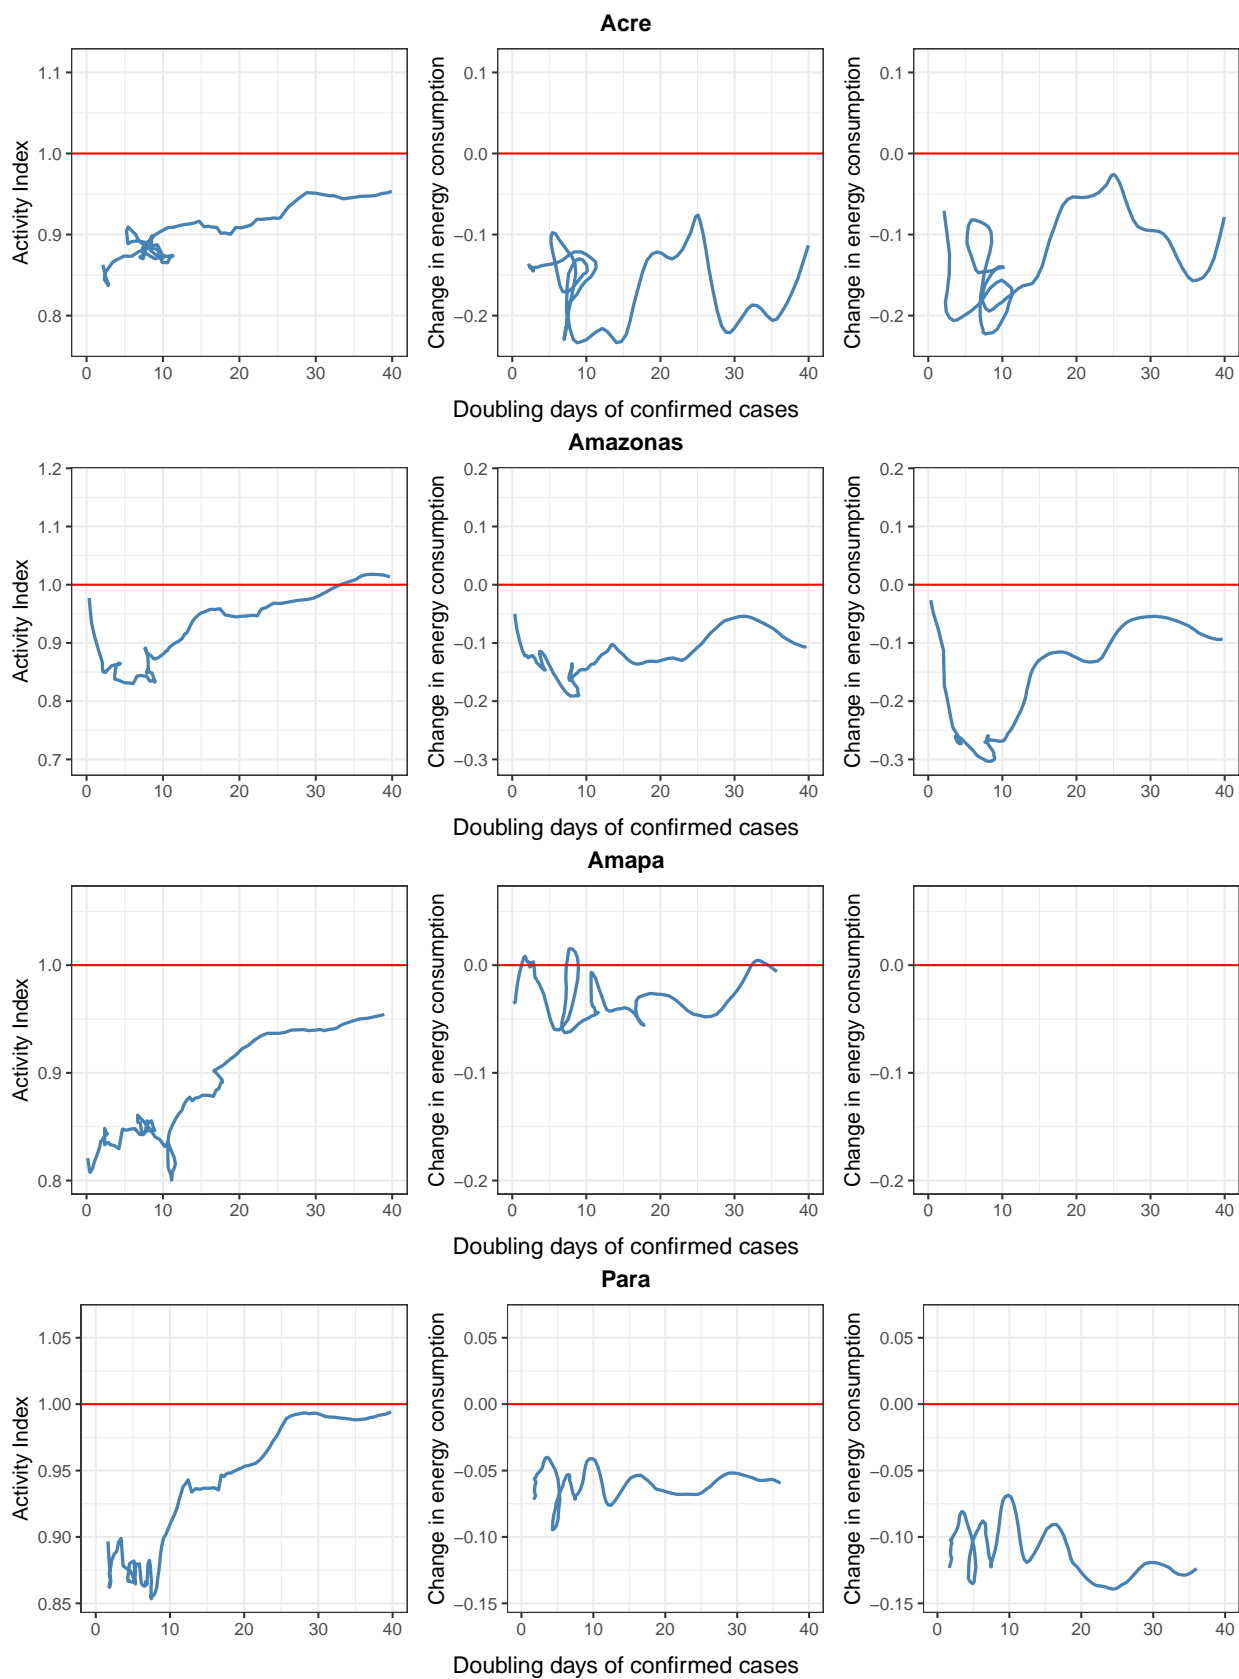 Acre
Activity Index
1.1
1.0
0.9
0.8
0 10 20 30 40
Change in energy consumption
0.1
0.0
−0.1
−0.2
0 10 20 30 40
Change in energy consumption
0.1
0.0
−0.1
−0.2
0 10 20 30 40
Doubling days of confirmed cases
Amazonas
Activity Index
1.2
1.1
1.0
0.9
0.8
0.7
0 10 20 30 40
Change in energy consumption
0.2
0.1
0.0
−0.1
−0.2
−0.3
0 10 20 30 40
Change in energy consumption
0.2
0.1
0.0
−0.1
−0.2
−0.3
0 10 20 30 40
Doubling days of confirmed cases
Amapa
Activity Index
1.0
0.9
0.8
0 10 20 30 40
Change in energy consumption
0.0
−0.1
−0.2
0 10 20 30 40
Change in energy consumption
0.0
−0.1
−0.2
0 10 20 30 40
Doubling days of confirmed cases
Para
Activity Index
1.05
1.00
0.95
0.90
0.85
0 10 20 30 40
Change in energy consumption
0.05
0.00
−0.05
−0.10
−0.15
0 10 20 30 40
Change in energy consumption
0.05
0.00
−0.05
−0.10
−0.15
0 10 20 30 40
Doubling days of confirmed cases